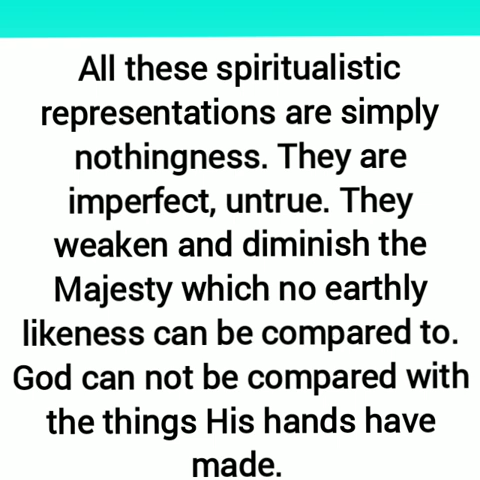 All these spiritualistic
representations are simply
nothingness. They are
imperfect, untrue. They
weaken and diminish the
Majesty which no earthly
likeness can be compared to.
God can not be compared with
the things His hands have
made.